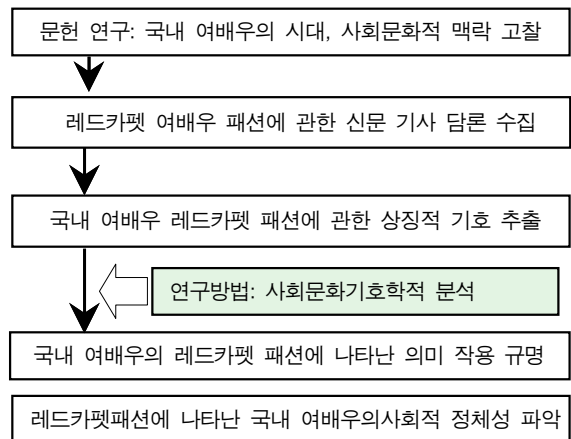 문헌 연구: 국내 여배우의 시대, 사회문화적 맥락 고찰
레드카펫 여배우 패션에 관한 신문 기사 담론 수집
국내 여배우 레드카펫 패션에 관한 상징적 기호 추출
연구방법: 사회문화기호학적 분석
국내 여배우의 레드카펫 패션에 나타난 의미 작용 규명
레드카펫패션에 나타난 국내 여배우의사회적 정체성 파악